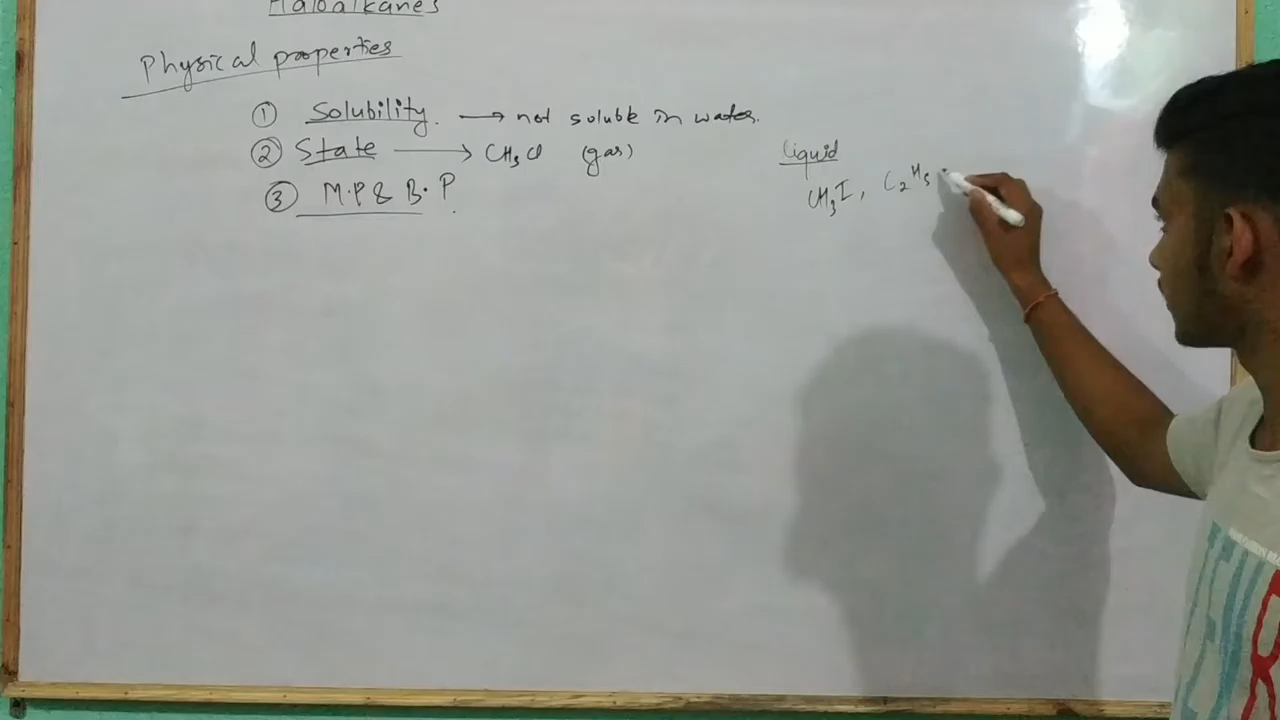 Haloalkanes
Physical properties
① Solubility. → not soluble in water.
② State → CH₃Cl (gas)
③ M.P & B.P.
Liquid
CH₃I, C₂H₅